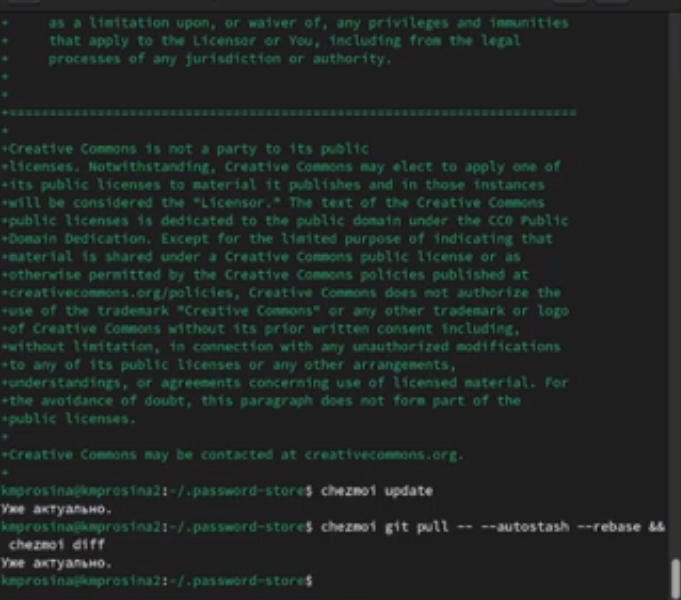 +     as a limitation upon, or waiver of, any privileges and immunities
+     that apply to the Licensor or You, including from the legal
+     processes of any jurisdiction or authority.
+
+
+=======================================================================
+
+Creative Commons is not a party to its public
+licenses. Notwithstanding, Creative Commons may elect to apply one of
+its public licenses to material it publishes and in those instances
+will be considered the "Licensor." The text of the Creative Commons
+public licenses is dedicated to the public domain under the CC0 Public
+Domain Dedication. Except for the limited purpose of indicating that
+material is shared under a Creative Commons public license or as
+otherwise permitted by the Creative Commons policies published at
+creativecommons.org/policies, Creative Commons does not authorize the
+use of the trademark "Creative Commons" or any other trademark or logo
+of Creative Commons without its prior written consent including,
+without limitation, in connection with any unauthorized modifications
+to any of its public licenses or any other arrangements,
+understandings, or agreements concerning use of licensed material. For
+the avoidance of doubt, this paragraph does not form part of the
+public licenses.
+
+Creative Commons may be contacted at creativecommons.org.
+
kmprosina@kmprosina2:~/.password-store$ chezmoi update
Уже актуально.
kmprosina@kmprosina2:~/.password-store$ chezmoi git pull -- --autostash --rebase &&
 chezmoi diff
Уже актуально.
kmprosina@kmprosina2:~/.password-store$